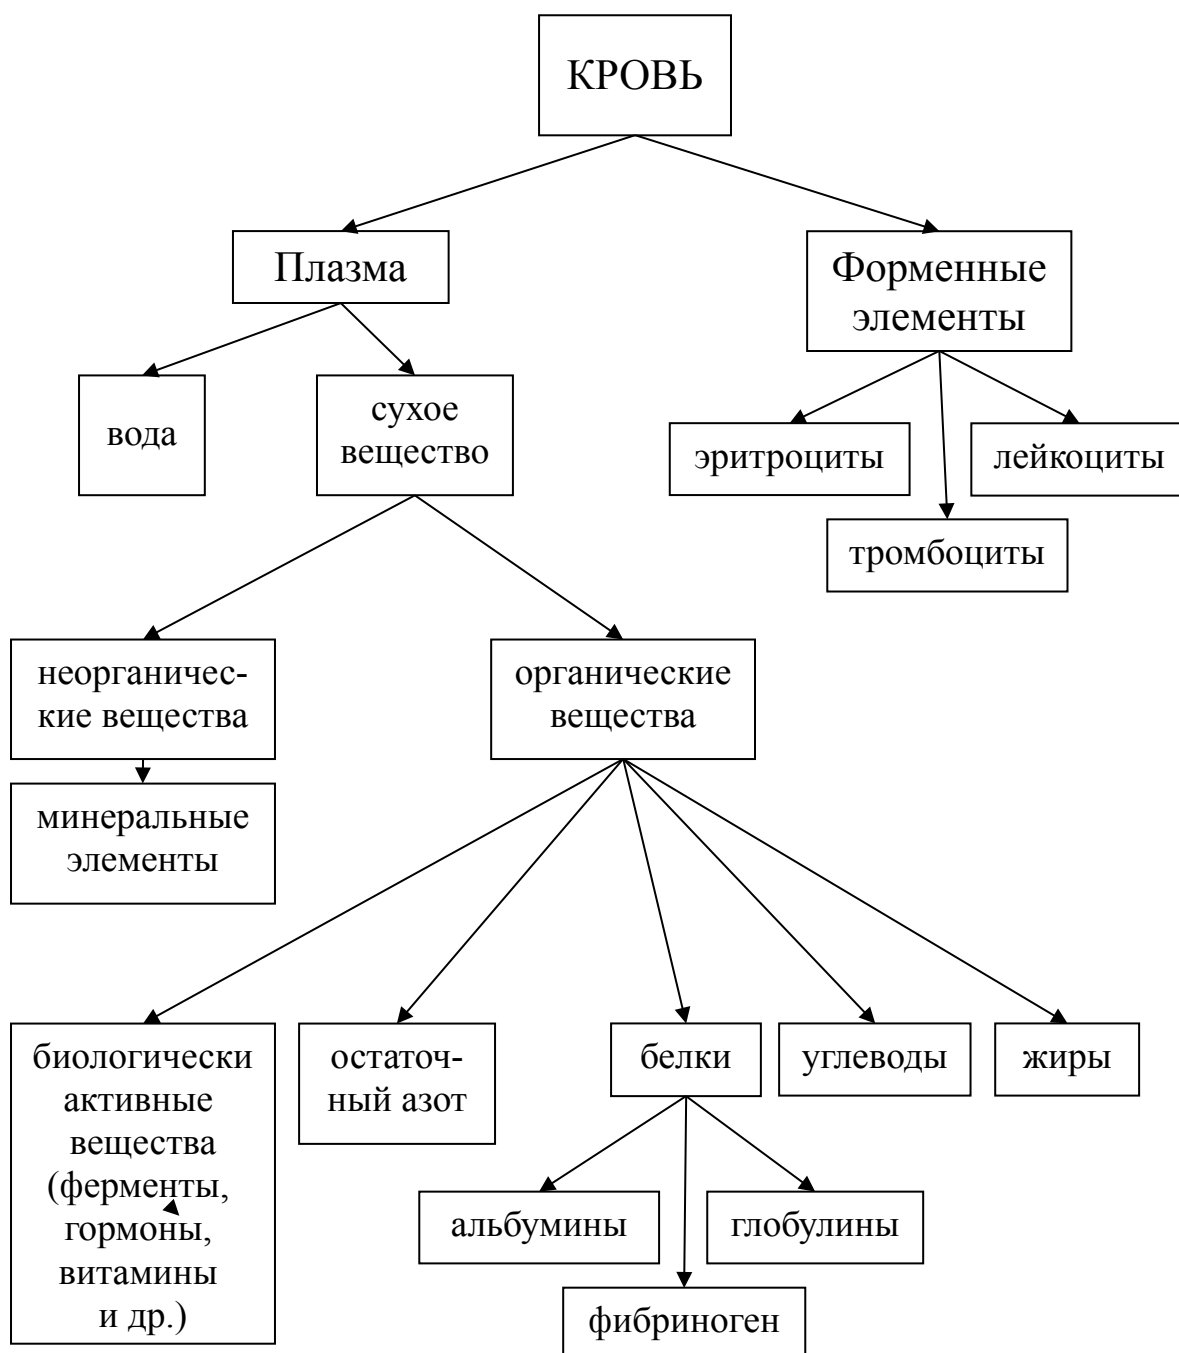 КРОВЬ
Плазма
Форменные
элементы
вода
сухое
вещество
эритроциты
лейкоциты
тромбоциты
неорганичес-
кие вещества
органические
вещества
минеральные
элементы
биологически
активные
вещества
(ферменты,
гормоны,
витамины
и др.)
остаточ-
ный азот
белки
углеводы
жиры
альбумины
глобулины
фибриноген